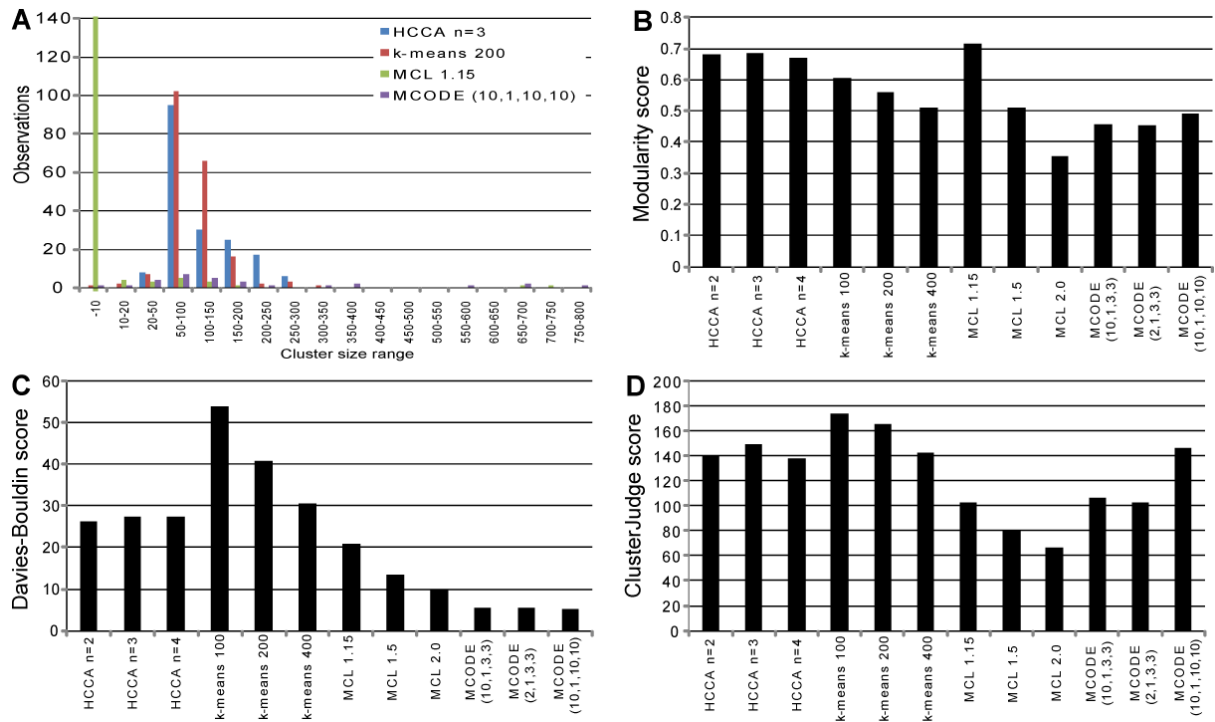 A
140
120
100
80
60
40
20
0
Observations
HCCA n=3
k-means 200
MCL 1.15
MCODE (10,1,10,10)
-10
10-20
20-50
50-100
100-150
150-200
200-250
250-300
300-350
350-400
400-450
450-500
500-550
550-600
600-650
650-700
700-750
750-800
Cluster size range
B
0.8
0.7
0.6
0.5
0.4
0.3
0.2
0.1
0
Modularity score
HCCA n=2
HCCA n=3
HCCA n=4
k-means 100
k-means 200
k-means 400
MCL 1.15
MCL 1.5
MCL 2.0
MCODE
(10,1,3,3)
MCODE
(2,1,3,3)
MCODE
(10,1,10,10)
C
60
50
40
30
20
10
0
Davies-Bouldin score
HCCA n=2
HCCA n=3
HCCA n=4
k-means 100
k-means 200
k-means 400
MCL 1.15
MCL 1.5
MCL 2.0
MCODE
(10,1,3,3)
MCODE
(2,1,3,3)
MCODE
(10,1,10,10)
D
200
180
160
140
120
100
80
60
40
20
0
ClusterJudge score
HCCA n=2
HCCA n=3
HCCA n=4
k-means 100
k-means 200
k-means 400
MCL 1.15
MCL 1.5
MCL 2.0
MCODE
(10,1,3,3)
MCODE
(2,1,3,3)
MCODE
(10,1,10,10)